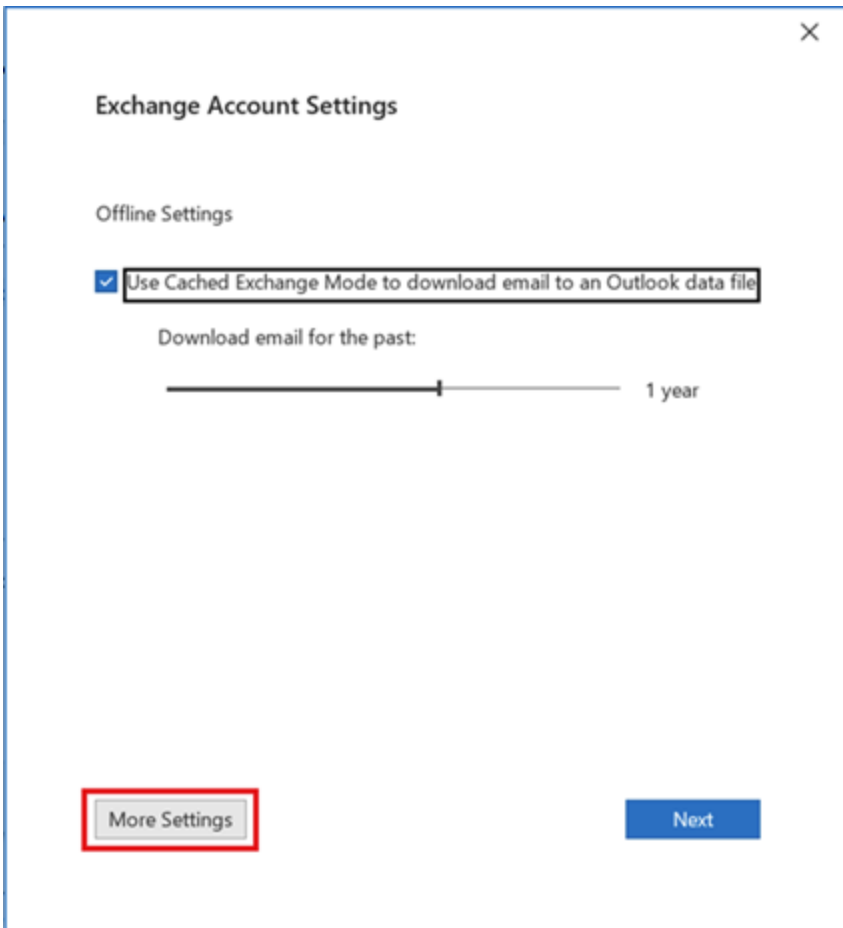 Exchange Account Settings
Offline Settings
Use Cached Exchange Mode to download email to an Outlook data file
Download email for the past:
1 year
More Settings
Next